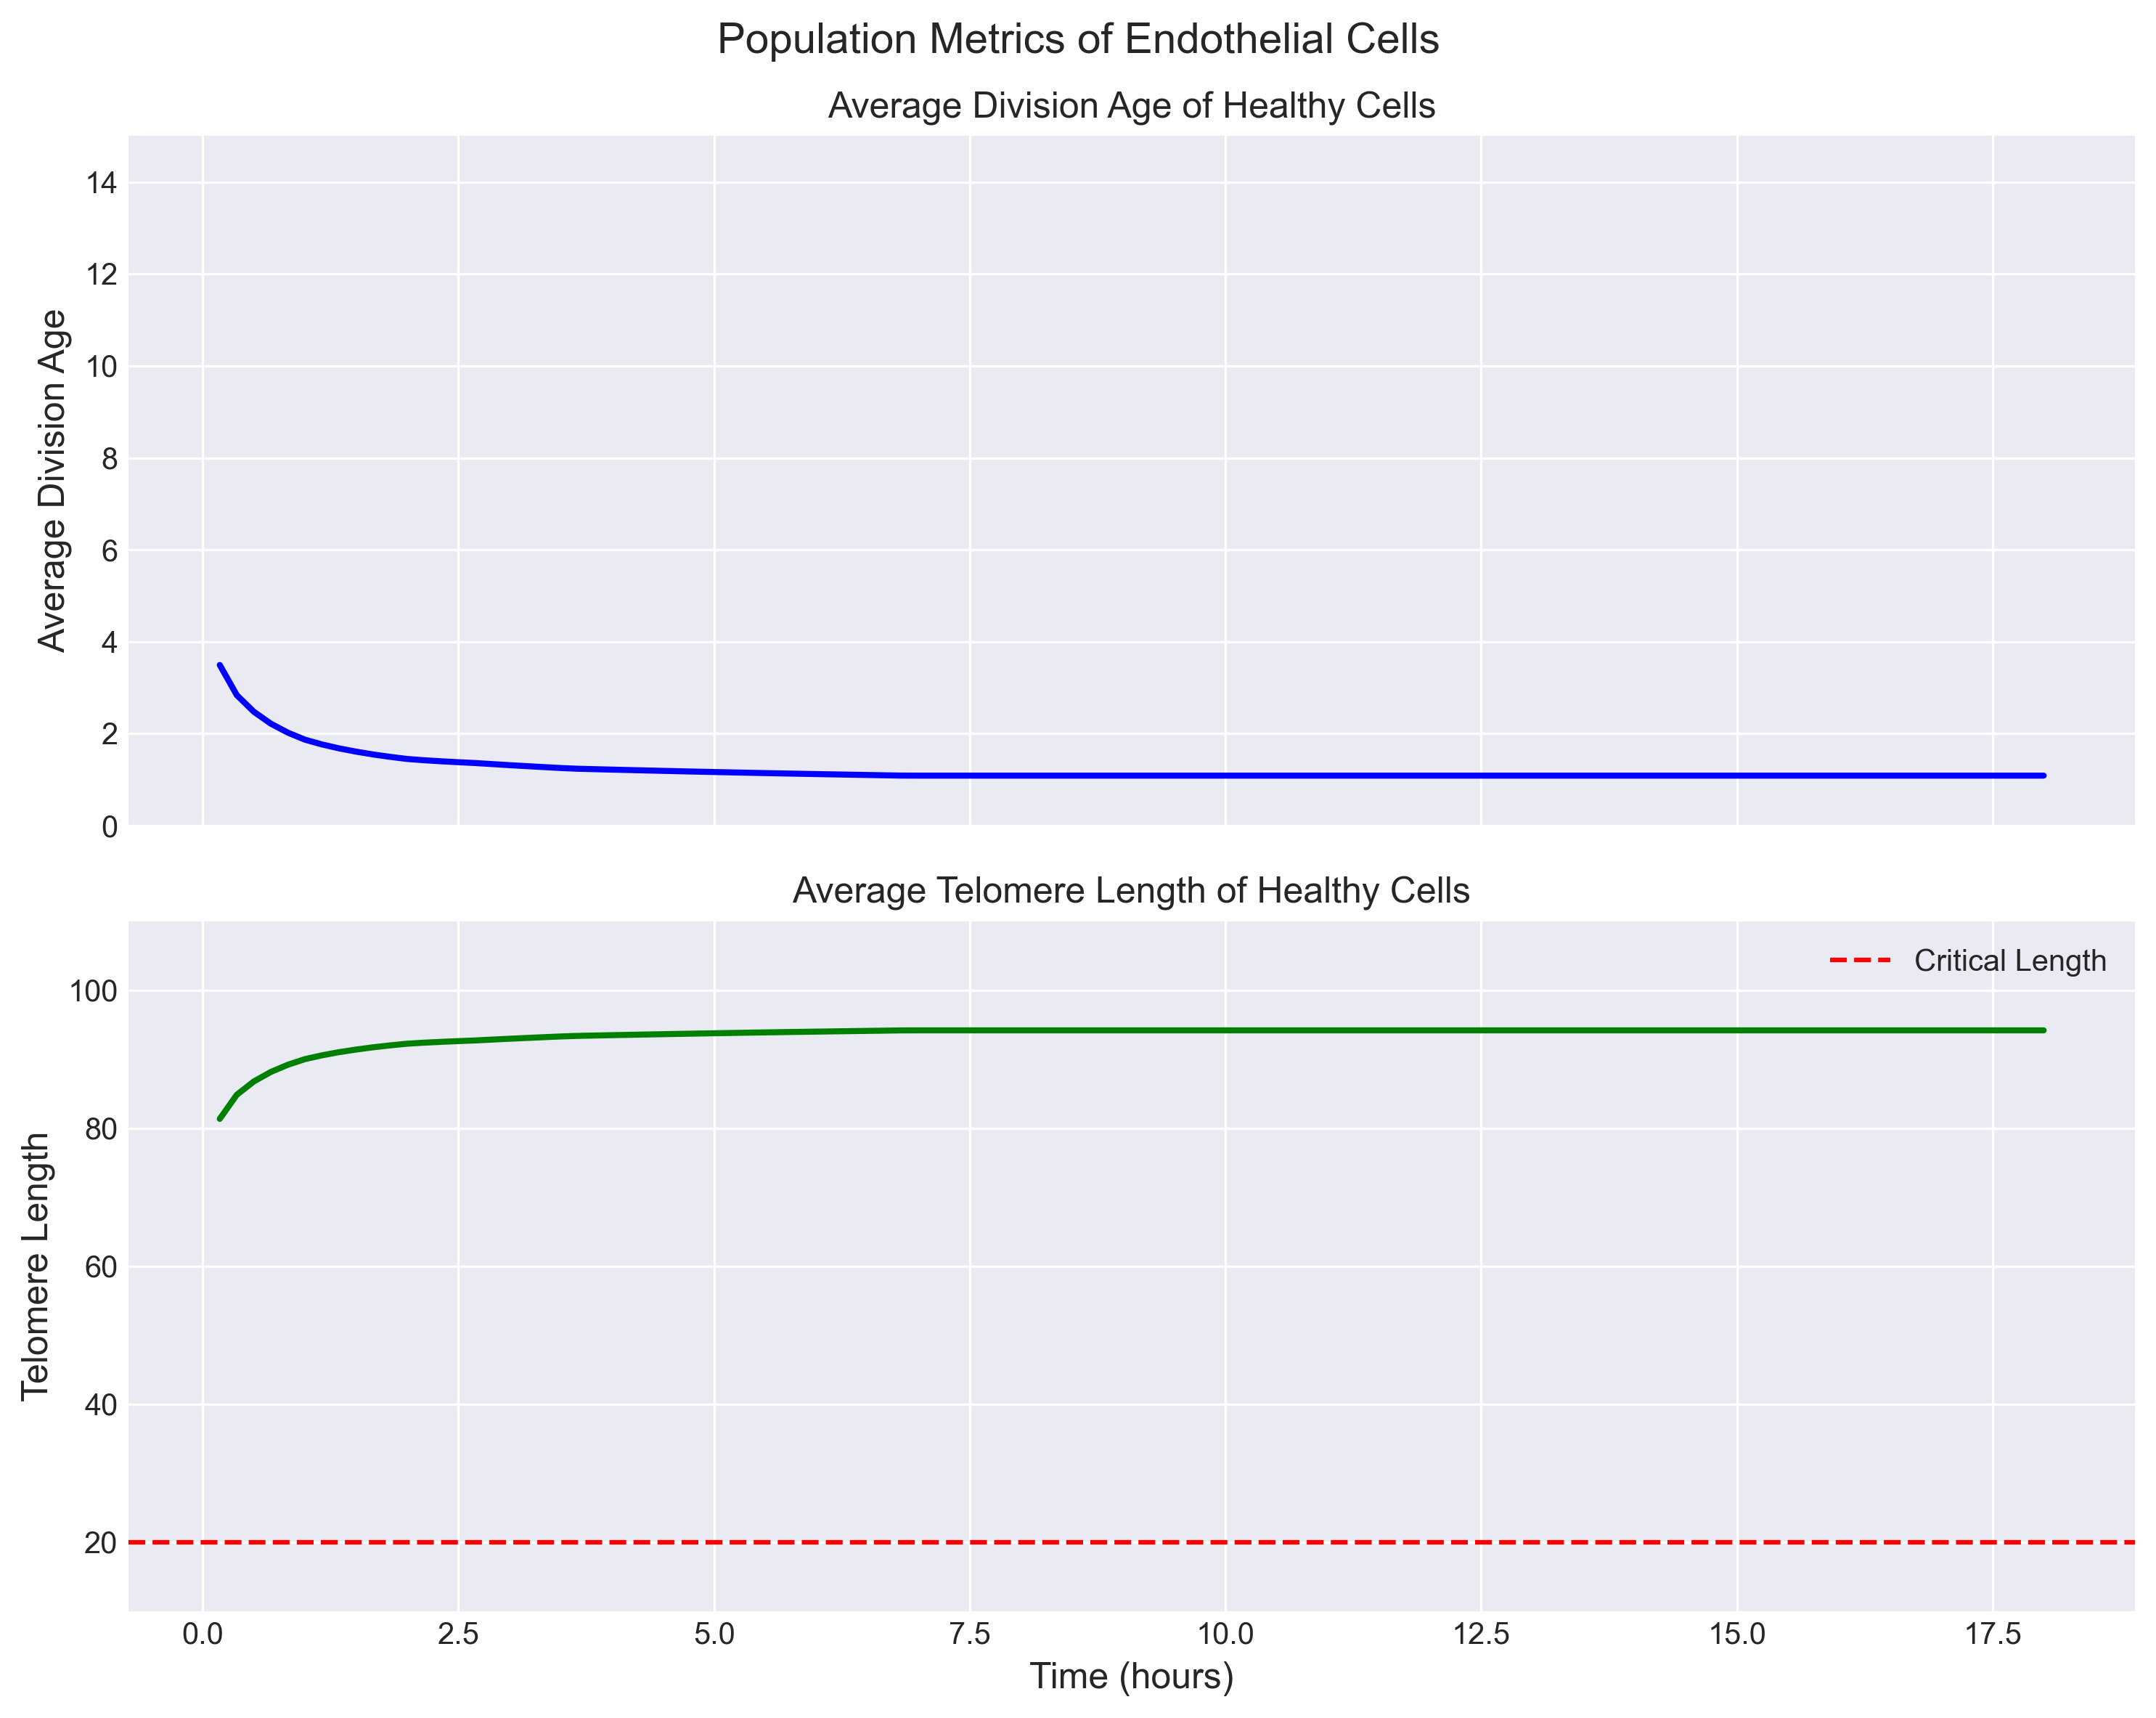 Population Metrics of Endothelial Cells
Average Division Age of Healthy Cells
Average Division Age
14
12
10
8
6
4
2
0
Average Telomere Length of Healthy Cells
Critical Length
Telomere Length
100
80
60
40
20
0.0 2.5 5.0 7.5 10.0 12.5 15.0 17.5
Time (hours)